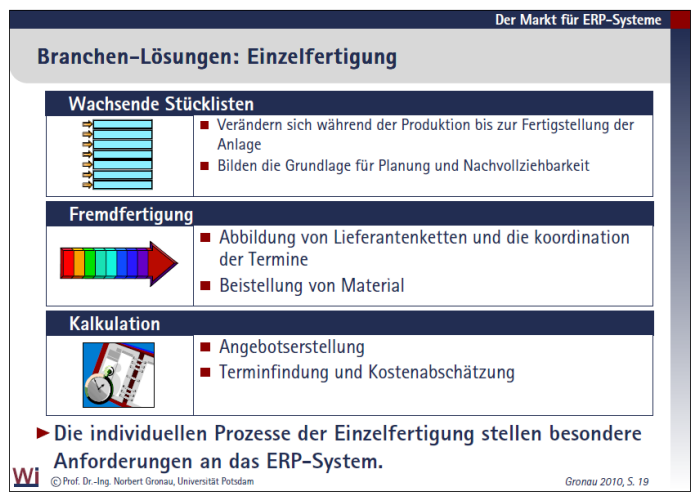 Der Markt für ERP-Systeme
Branchen-Lösungen: Einzelfertigung
Wachsende Stücklisten
■ Verändern sich während der Produktion bis zur Fertigstellung der
Anlage
■ Bilden die Grundlage für Planung und Nachvollziehbarkeit
Fremdfertigung
■ Abbildung von Lieferantenketten und die koordination
der Termine
■ Beistellung von Material
Kalkulation
■ Angebotserstellung
■ Terminfindung und Kostenabschätzung
►Die individuellen Prozesse der Einzelfertigung stellen besondere
Anforderungen an das ERP-System.
Wi © Prof. Dr.-Ing. Norbert Gronau, Universität Potsdam
Gronau 2010, S. 19